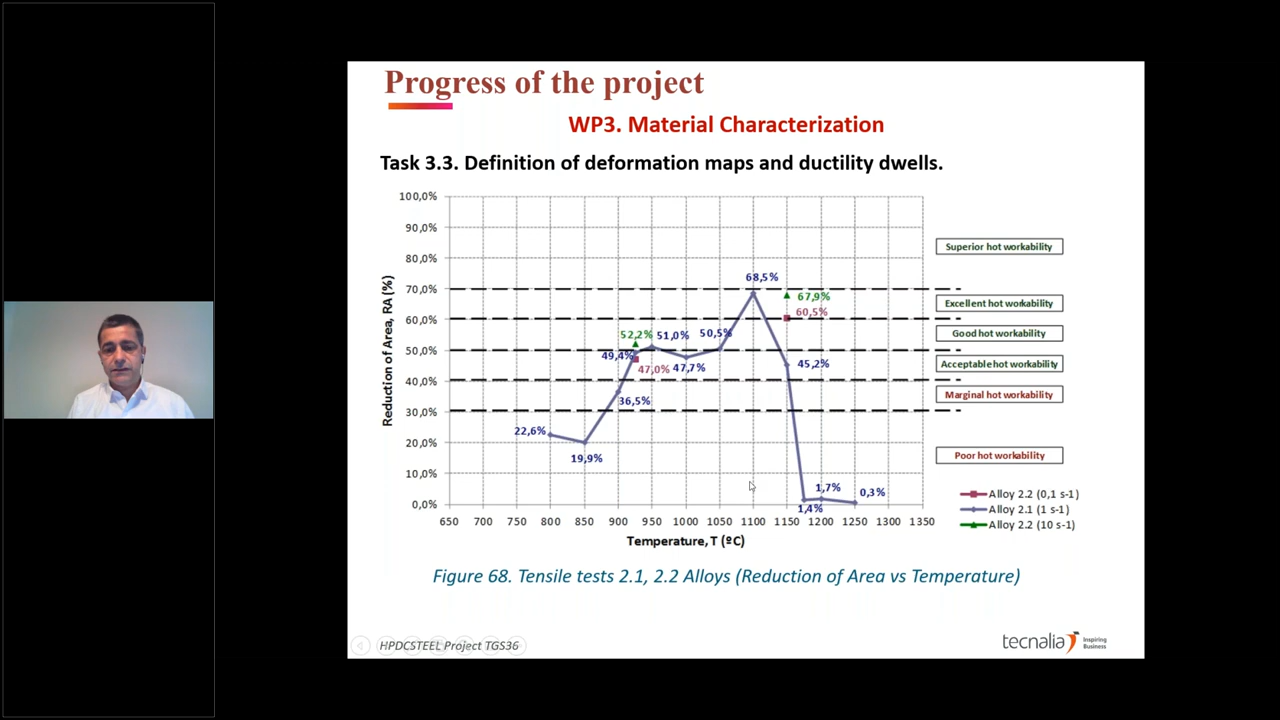 Progress of the project
WP3. Material Characterization
Task 3.3. Definition of deformation maps and ductility dwells.
100,0%
90,0%
80,0%
70,0%
60,0%
50,0%
40,0%
30,0%
20,0%
10,0%
0,0%
Reduction of Area, RA (%)
22,6%
19,9%
36,5%
49,4%
52,2%
47,0%
51,0%
47,7%
50,5%
68,5%
67,9%
60,5%
45,2%
1,4%
1,7%
0,3%
650 700 750 800 850 900 950 1000 1050 1100 1150 1200 1250 1300 1350
Temperature, T (ºC)
Superior hot workability
Excellent hot workability
Good hot workability
Acceptable hot workability
Marginal hot workability
Poor hot workability
Alloy 2.2 (0,1 s-1)
Alloy 2.1 (1 s-1)
Alloy 2.2 (10 s-1)
Figure 68. Tensile tests 2.1, 2.2 Alloys (Reduction of Area vs Temperature)
HPDCSTEEL Project TGS36
tecnalia
Inspiring
Business